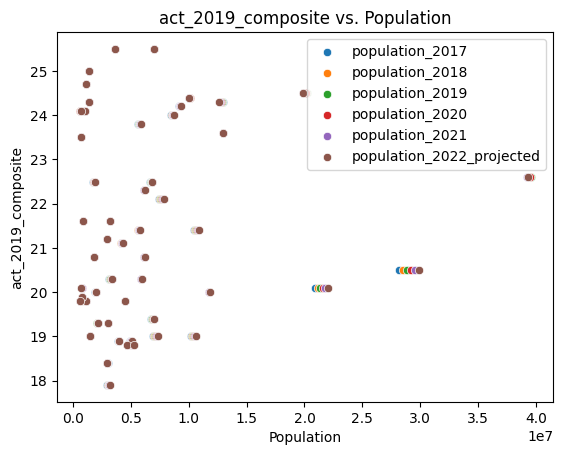 act_2019_composite vs. Population
population_2017
population_2018
population_2019
population_2020
population_2021
population_2022_projected
act_2019_composite
25
24
23
22
21
20
19
18
0.0
0.5
1.0
1.5
2.0
2.5
3.0
3.5
4.0
1e7
Population